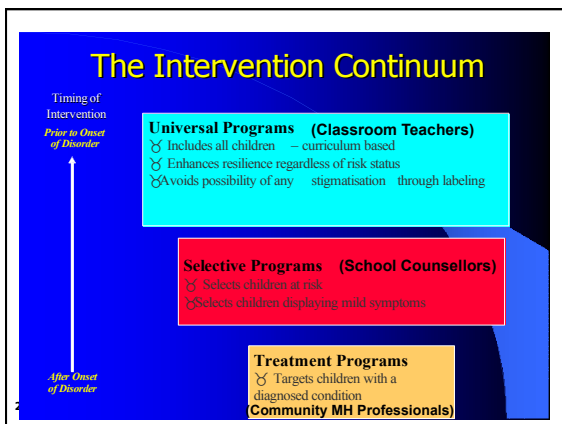 The Intervention Continuum
Timing of
Intervention
Prior to Onset
of Disorder
Universal Programs (Classroom Teachers)
♉ Includes all children – curriculum based
♉ Enhances resilience regardless of risk status
♉Avoids possibility of any stigmatisation through labeling
Selective Programs (School Counsellors)
♉ Selects children at risk
♉Selects children displaying mild symptoms
Treatment Programs
♉ Targets children with a
diagnosed condition
(Community MH Professionals)
After Onset
of Disorder
2